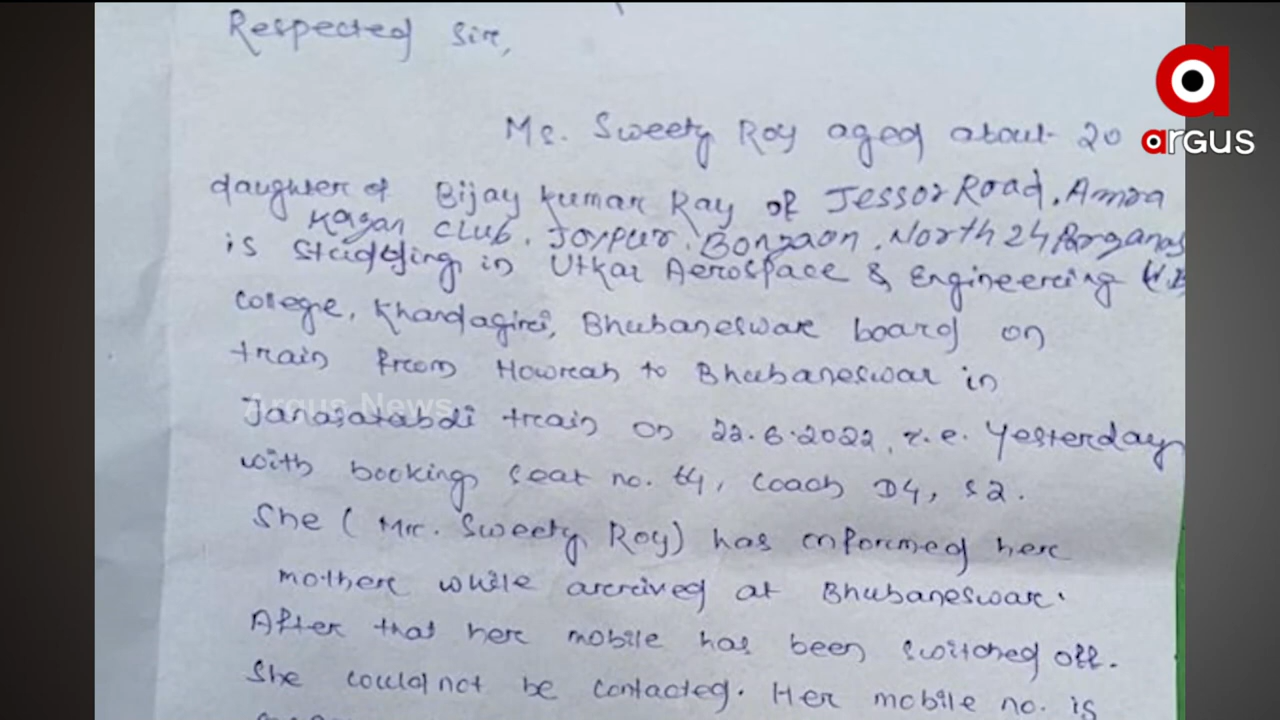 Respected Sir,
argus
Ms. Sweety Roy aged about 20
daughter of Bijay Kumar Ray of Jessor Road, Amra
Kagan Club, Joypur, Bongaon, North 24 Parganas
is studying in Utkal Aerospace & Engineering W.B
College, Khandagiri, Bhubaneswar board on
train from Howrah to Bhubaneswar in
Argus News
Janasatabdi train on 22.6.2022, i.e. Yesterday
with booking seat no. 64, coach D4, S2.
She (Mr. Sweety Roy) has informed her
mother while arrived at Bhubaneswar.
After that her mobile has been switched off.
She could not be contacted. Her mobile no. is